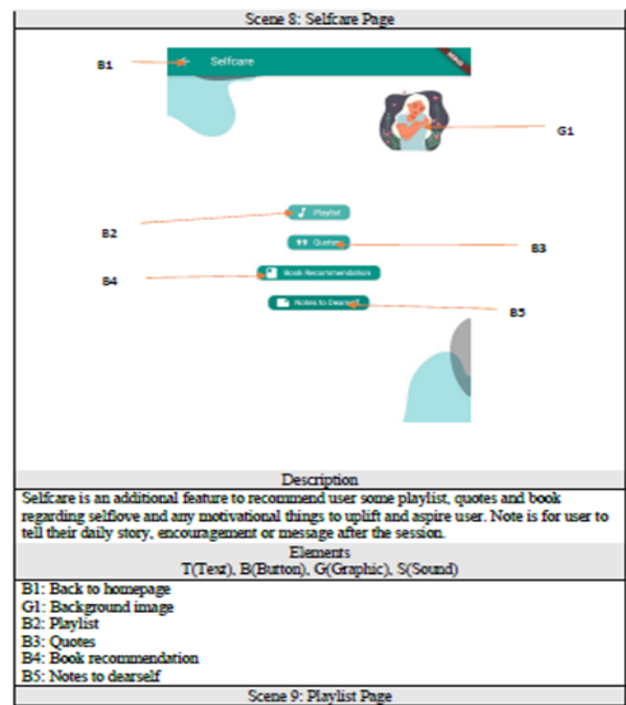 Scene 8: Selfcare Page
B1
Selfcare
G1
B2
Playlist
Quotes
B3
B4
Book Recommendation
Notes to Dearself
B5
Description
Selfcare is an additional feature to recommend user some playlist, quotes and book
regarding selflove and any motivational things to uplift and aspire user. Note is for user to
tell their daily story, encouragement or message after the session.
Elements
T(Text), B(Button), G(Graphic), S(Sound)
B1: Back to homepage
G1: Background image
B2: Playlist
B3: Quotes
B4: Book recommendation
B5: Notes to dearself
Scene 9: Playlist Page